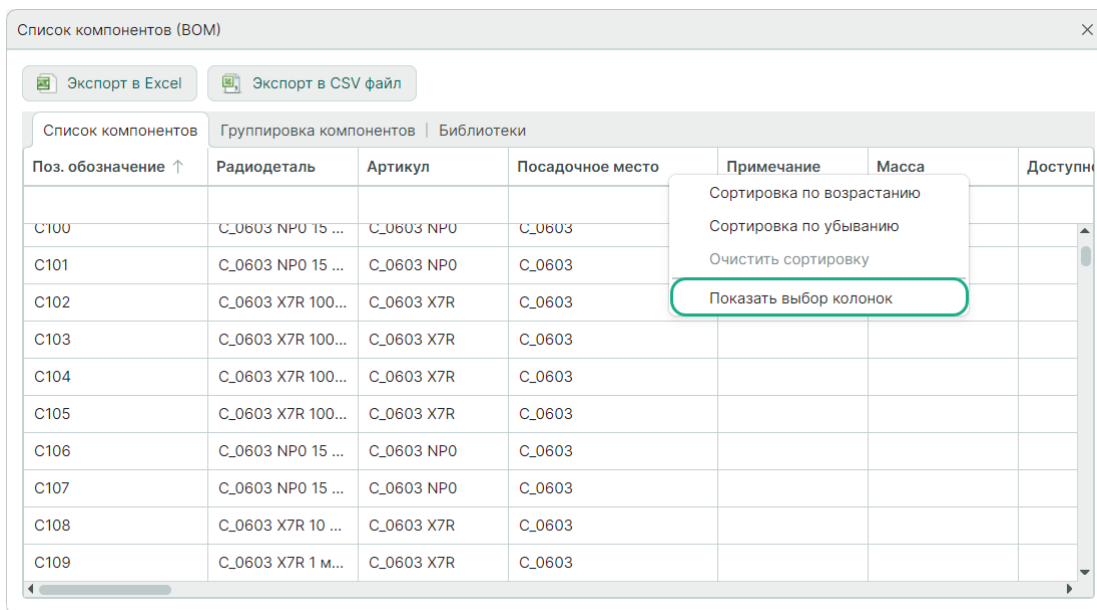 Список компонентов (BOM)
Экспорт в Excel Экспорт в CSV файл
Список компонентов Группировка компонентов | Библиотеки
Поз. обозначение ↑ Радиодеталь Артикул Посадочное место Примечание Масса Доступн
Сортировка по возрастанию
C100 C_0603 NP0 15 ... C_0603 NP0 C_0603 Сортировка по убыванию
C101 C_0603 NP0 15 ... C_0603 NP0 C_0603 Очистить сортировку
C102 C_0603 X7R 100... C_0603 X7R C_0603 Показать выбор колонок
C103 C_0603 X7R 100... C_0603 X7R C_0603
C104 C_0603 X7R 100... C_0603 X7R C_0603
C105 C_0603 X7R 100... C_0603 X7R C_0603
C106 C_0603 NP0 15 ... C_0603 NP0 C_0603
C107 C_0603 NP0 15 ... C_0603 NP0 C_0603
C108 C_0603 X7R 10 ... C_0603 X7R C_0603
C109 C_0603 X7R 1 м... C_0603 X7R C_0603